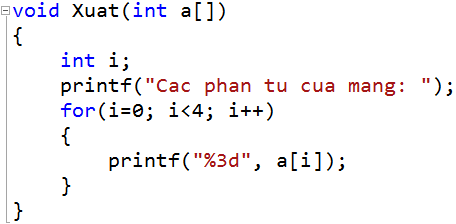 void Xuat(int a[])
{
    int i;
    printf("Cac phan tu cua mang: ");
    for(i=0; i<4; i++)
    {
        printf("%3d", a[i]);
    }
}